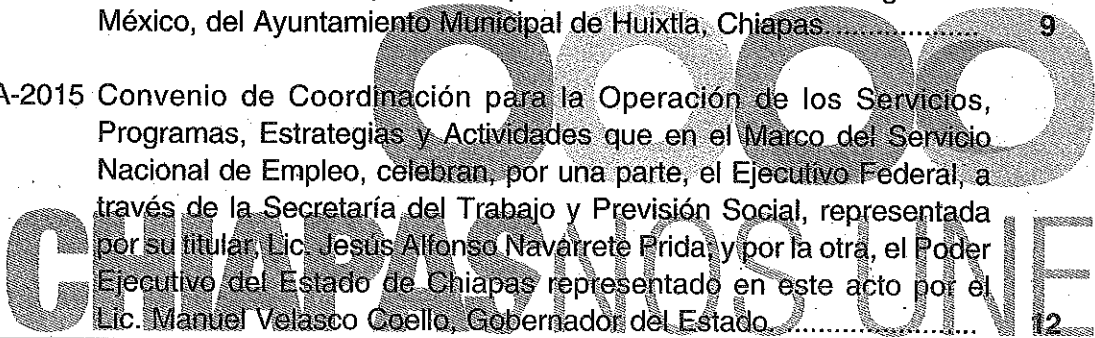 México, del Ayuntamiento Municipal de Huixtla, Chiapas. .................. 9
A-2015 Convenio de Coordinación para la Operación de los Servicios,
Programas, Estrategias y Actividades que en el Marco del Servicio
Nacional de Empleo, celebran, por una parte, el Ejecutivo Federal, a
través de la Secretaría del Trabajo y Previsión Social, representada
por su titular, Lic. Jesús Alfonso Navarrete Prida; y por la otra, el Poder
Ejecutivo del Estado de Chiapas representado en este acto por el
Lic. Manuel Velasco Coello, Gobernador del Estado. ........................ 12
CHIAPASNOS UNE